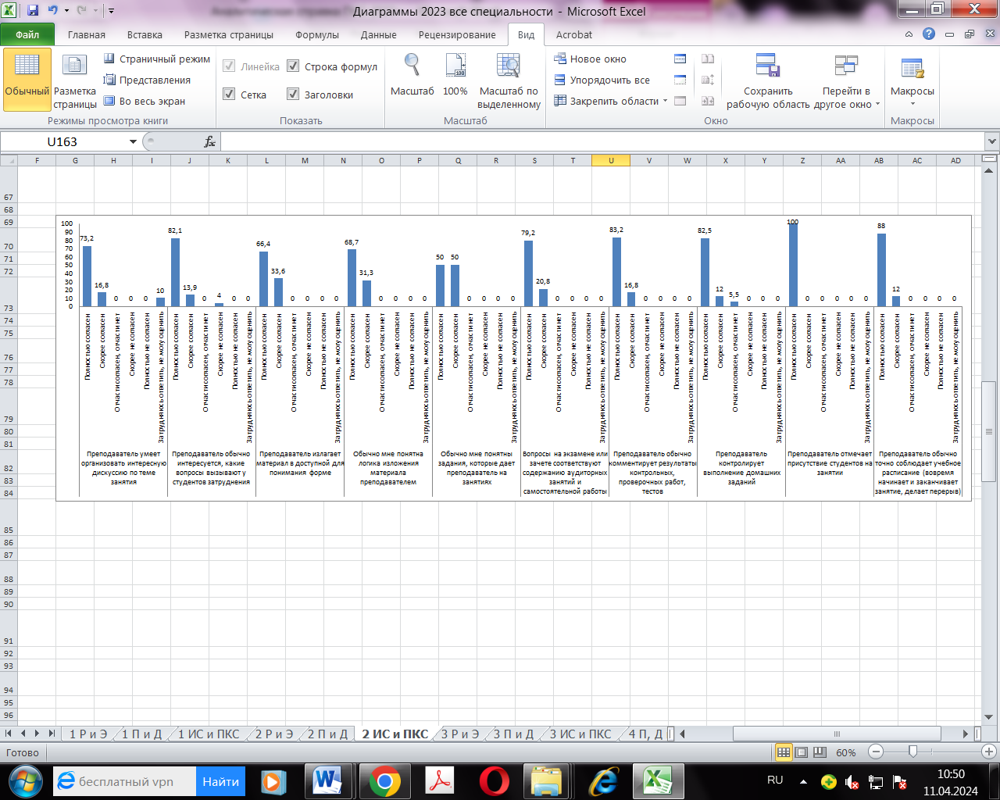 Диаграммы 2023 все специальности - Microsoft Excel
Файл Главная Вставка Разметка страницы Формулы Данные Рецензирование Вид Acrobat
Обычный
Разметка страницы
Страничный режим
Представления
Во весь экран
Режимы просмотра книги
Линейка
Строка формул
Сетка
Заголовки
Показать
Масштаб
100%
Масштаб по выделенному
Масштаб
Новое окно
Упорядочить все
Закрепить области
Сохранить рабочую область
Перейти в другое окно
Окно
Макросы
Макросы
U163
fx
F G H I J K L M N O P Q R S T U V W X Y Z AA AB AC AD
67
68
69
70
71
72
73
74
75
76
77
78
79
80
81
82
83
84
85
86
87
88
89
90
91
92
93
94
95
96
100
90
80
70
60
50
40
30
20
10
0
73,2 16,8 0 0 0 10
82,1 13,9 0 4 0 0
66,4 33,6 0 0 0 0
68,7 31,3 0 0 0 0
50 50 0 0 0 0
79,2 20,8 0 0 0 0
83,2 16,8 0 0 0 0
82,5 12 5,5 0 0 0
100 0 0 0 0 0
88 12 0 0 0 0
Полностью согласен
Скорее согласен
Отчасти согласен, отчасти нет
Скорее не согласен
Полностью не согласен
Затрудняюсь ответить, не могу оценить
Полностью согласен
Скорее согласен
Отчасти согласен, отчасти нет
Скорее не согласен
Полностью не согласен
Затрудняюсь ответить, не могу оценить
Полностью согласен
Скорее согласен
Отчасти согласен, отчасти нет
Скорее не согласен
Полностью не согласен
Затрудняюсь ответить, не могу оценить
Полностью согласен
Скорее согласен
Отчасти согласен, отчасти нет
Скорее не согласен
Полностью не согласен
Затрудняюсь ответить, не могу оценить
Полностью согласен
Скорее согласен
Отчасти согласен, отчасти нет
Скорее не согласен
Полностью не согласен
Затрудняюсь ответить, не могу оценить
Полностью согласен
Скорее согласен
Отчасти согласен, отчасти нет
Скорее не согласен
Полностью не согласен
Затрудняюсь ответить, не могу оценить
Полностью согласен
Скорее согласен
Отчасти согласен, отчасти нет
Скорее не согласен
Полностью не согласен
Затрудняюсь ответить, не могу оценить
Полностью согласен
Скорее согласен
Отчасти согласен, отчасти нет
Скорее не согласен
Полностью не согласен
Затрудняюсь ответить, не могу оценить
Полностью согласен
Скорее согласен
Отчасти согласен, отчасти нет
Скорее не согласен
Полностью не согласен
Затрудняюсь ответить, не могу оценить
Полностью согласен
Скорее согласен
Отчасти согласен, отчасти нет
Скорее не согласен
Полностью не согласен
Затрудняюсь ответить, не могу оценить
Преподаватель умеет
организовать интересную
дискуссию по теме
занятия
Преподаватель обычно
интересуется, какие
вопросы вызывают у
студентов затруднения
Преподаватель излагает
материал в доступной для
понимания форме
Обычно мне понятна
логика изложения
материала
преподавателем
Обычно мне понятны
задания, которые дает
преподаватель на
занятиях
Вопросы на экзамене или
зачете соответствуют
содержанию аудиторных
занятий и
самостоятельной работы
Преподаватель обычно
комментирует результаты
контрольных,
проверочных работ,
тестов
Преподаватель
контролирует
выполнение домашних
заданий
Преподаватель отмечает
присутствие студентов на
занятии
Преподаватель обычно
точно соблюдает учебное
расписание (вовремя
начинает и заканчивает
занятие, делает перерыв)
1 Р и Э 1 П и Д 1 ИС и ПКС 2 Р и Э 2 П и Д 2 ИС и ПКС 3 Р и Э 3 П и Д 3 ИС и ПКС 4 П, Д
Готово
60%
бесплатный vpn Найти
RU
10:50
11.04.2024